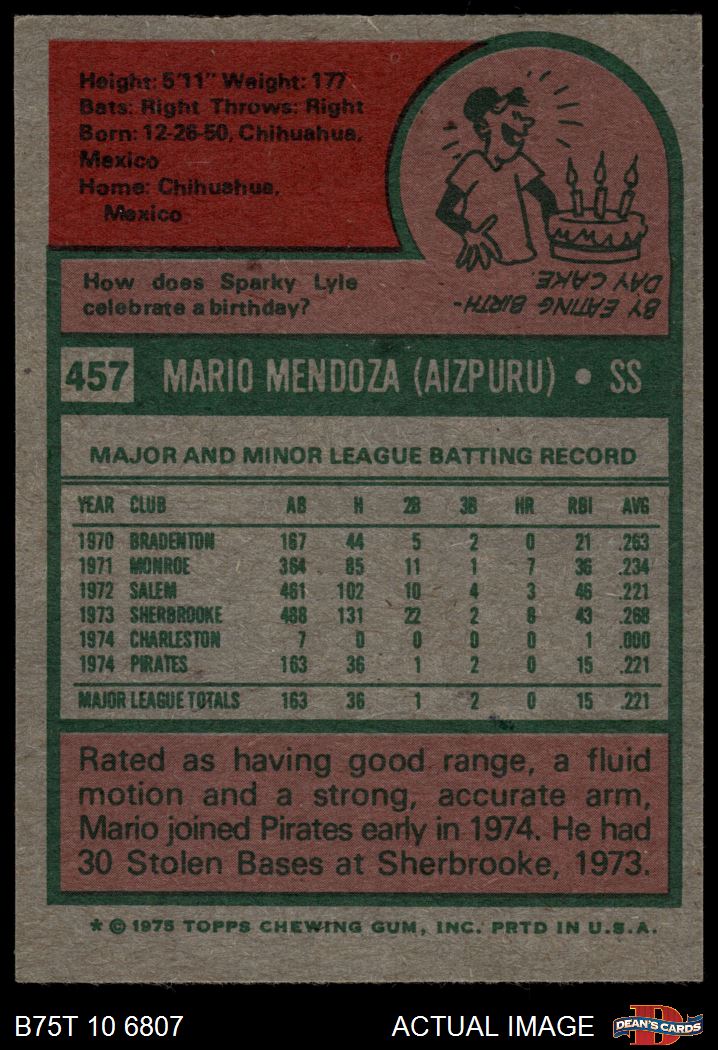 Height: 5'11" Weight: 177
Bats: Right Throws: Right
Born: 12-26-50, Chihuahua,
Mexico
Home: Chihuahua,
Mexico
How does Sparky Lyle
celebrate a birthday?
BY EATING BIRTH-
DAY CAKE.
457 MARIO MENDOZA (AIZPURU) • SS
MAJOR AND MINOR LEAGUE BATTING RECORD
YEAR CLUB AB H 2B 3B HR RBI AVG
1970 BRADENTON 167 44 5 2 0 21 .263
1971 MONROE 364 85 11 1 7 36 .234
1972 SALEM 461 102 10 4 3 46 .221
1973 SHERBROOKE 488 131 22 2 8 43 .268
1974 CHARLESTON 7 0 0 0 0 1 .000
1974 PIRATES 163 36 1 2 0 15 .221
MAJOR LEAGUE TOTALS 163 36 1 2 0 15 .221
Rated as having good range, a fluid
motion and a strong, accurate arm,
Mario joined Pirates early in 1974. He had
30 Stolen Bases at Sherbrooke, 1973.
* © 1975 TOPPS CHEWING GUM, INC. PRTD IN U.S.A.
B75T 10 6807 ACTUAL IMAGE D DEAN'S CARDS